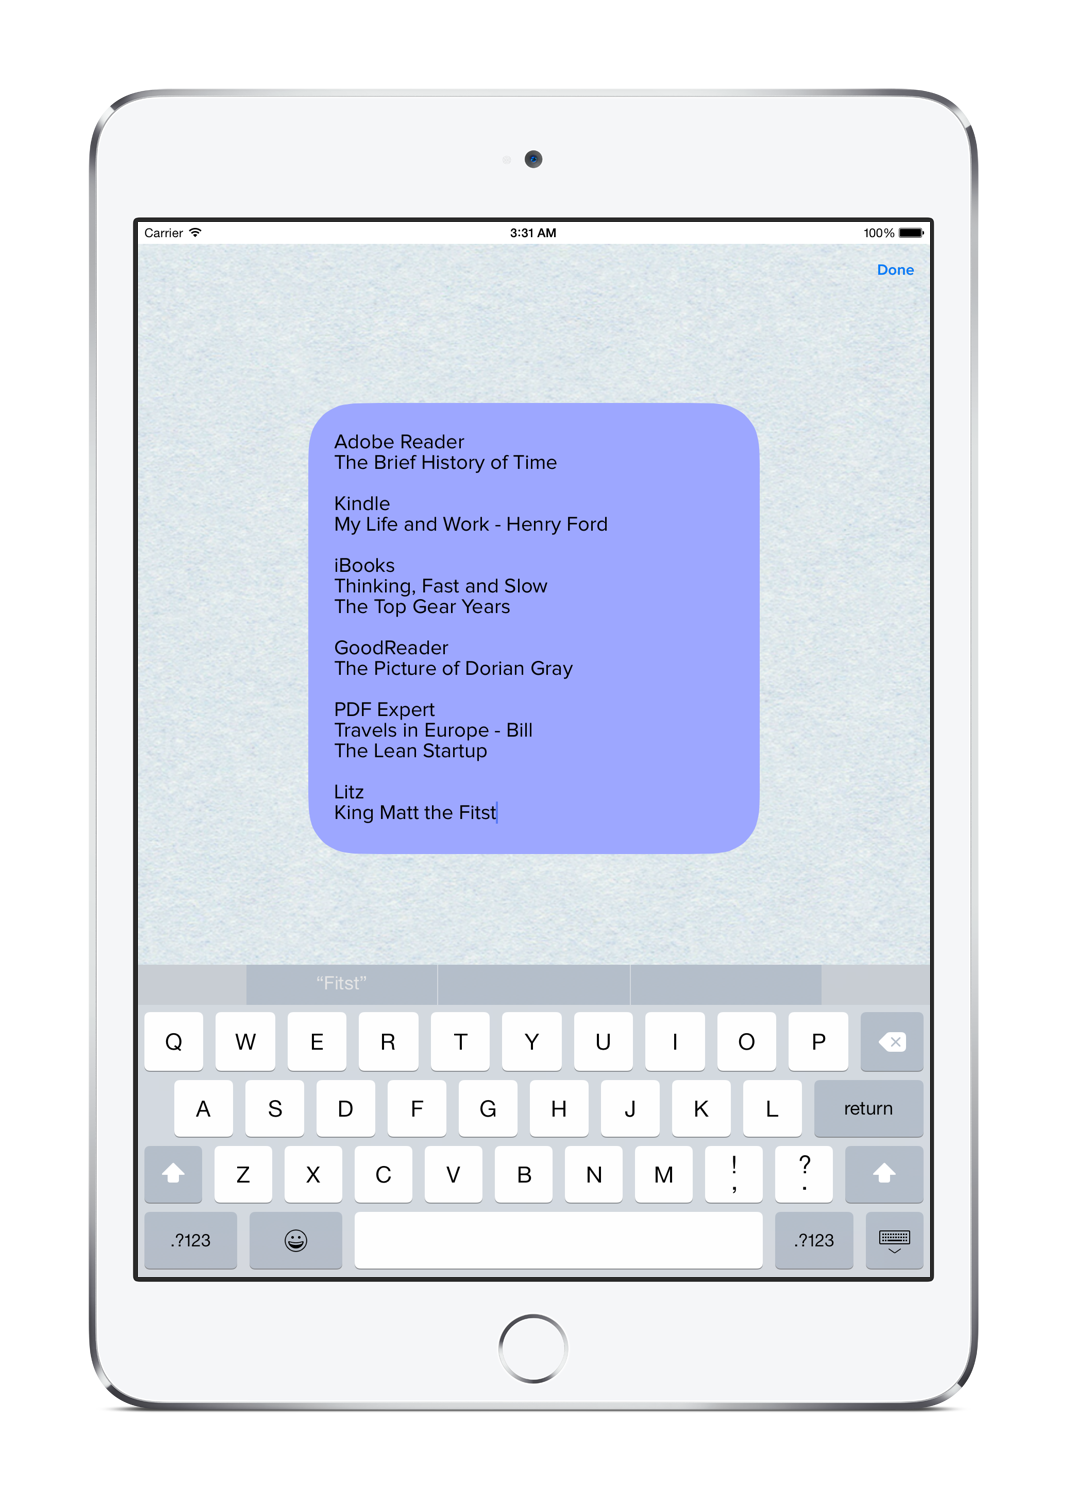 Carrier 3:31 AM 100%
Done
Adobe Reader
The Brief History of Time
Kindle
My Life and Work - Henry Ford
iBooks
Thinking, Fast and Slow
The Top Gear Years
GoodReader
The Picture of Dorian Gray
PDF Expert
Travels in Europe - Bill
The Lean Startup
Litz
King Matt the Fitst
“Fitst”
Q W E R T Y U I O P
A S D F G H J K L return
Z X C V B N M ! , ? .
.?123 .?123